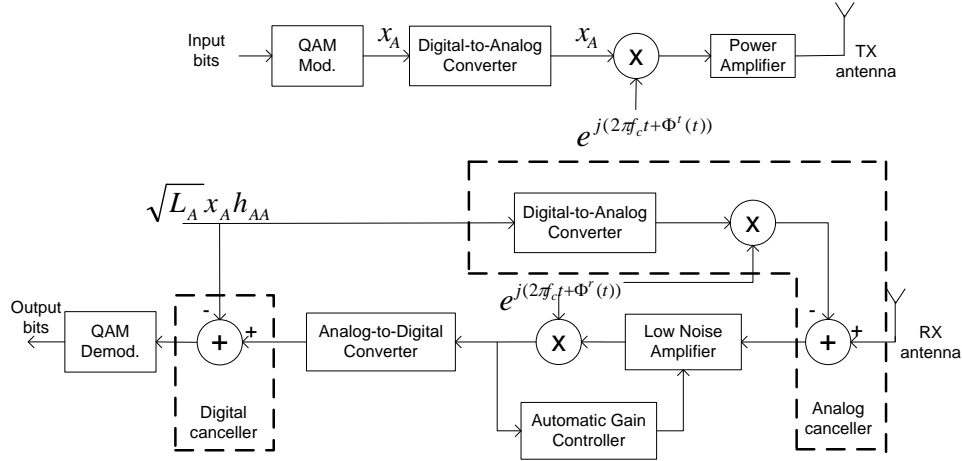 Input bits
QAM Mod.
x_A
Digital-to-Analog Converter
x_A
X
Power Amplifier
TX antenna
e^{j(2πf_c t+Φ^t(t))}
√L_A x_A h_AA
Digital-to-Analog Converter
X
e^{j(2πf_c t+Φ^r(t))}
Output bits
QAM Demod.
-
+
+
Analog-to-Digital Converter
X
Low Noise Amplifier
-
+
+
RX antenna
Digital canceller
Automatic Gain Controller
Analog canceller